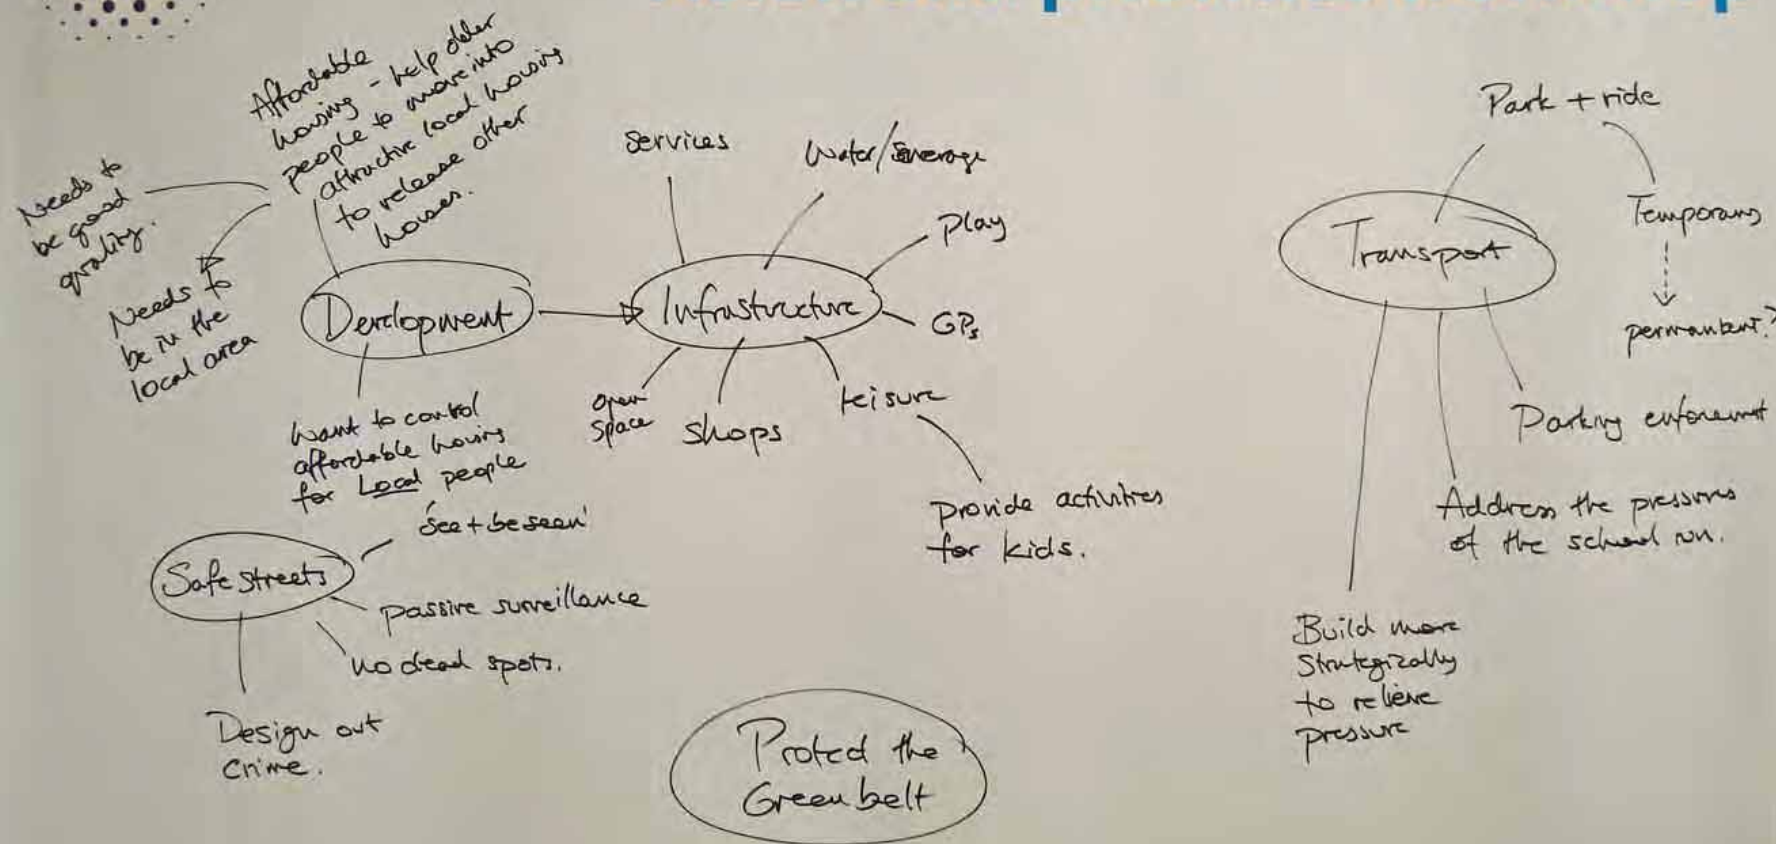 Affordable
housing - help older
people to move into
attractive local housing
to release other
houses.
Needs to
be good
quality.
Needs to
be in the
local area
Development
Want to control
affordable housing
for Local people
Infrastructure
Services
Water/Sewerage
Play
GPs
leisure
provide activities
for kids.
shops
open
space
Safe streets
'See + be seen'
passive surveillance
no dead spots.
Design out
crime.
Protect the
Green belt
Transport
Park + ride
Temporary
permanent?
Parking enforcement
Address the pressures
of the school run.
Build more
strategically
to relieve
pressure